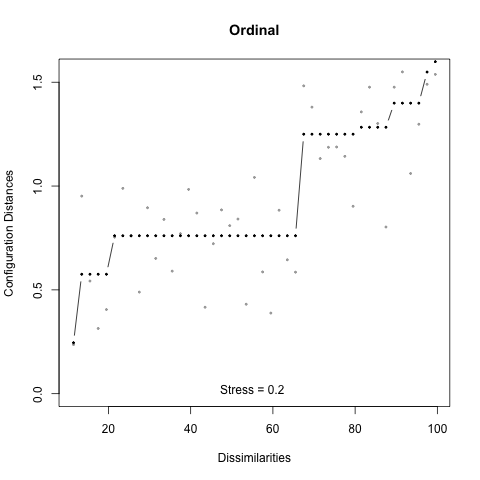 Ordinal
Configuration Distances
1.5
1.0
0.5
0.0
Stress = 0.2
20 40 60 80 100
Dissimilarities